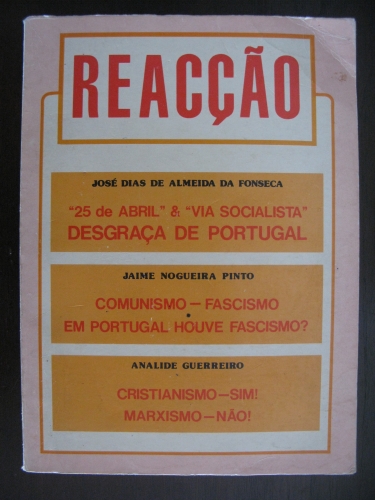 REACÇÃO
JOSÉ DIAS DE ALMEIDA DA FONSECA
"25 de ABRIL" & "VIA SOCIALISTA"
DESGRAÇA DE PORTUGAL
JAIME NOGUEIRA PINTO
COMUNISMO – FASCISMO
•
EM PORTUGAL HOUVE FASCISMO?
ANALIDE GUERREIRO
CRISTIANISMO – SIM!
MARXISMO – NÃO!